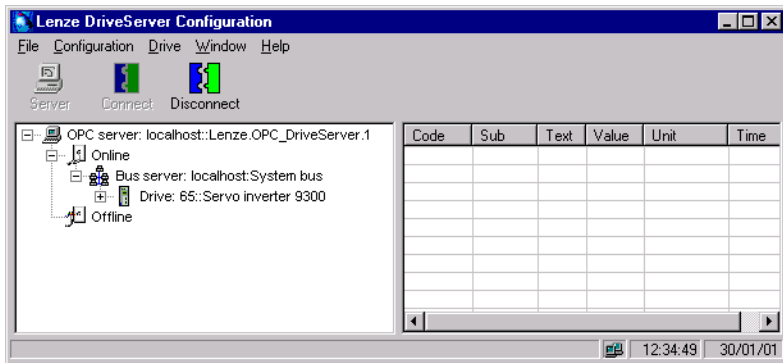 Lenze DriveServer Configuration
File Configuration Drive Window Help
Server Connect Disconnect
OPC server: localhost::Lenze.OPC_DriveServer.1
Online
Bus server: localhost:System bus
Drive: 65::Servo inverter 9300
Offline
Code Sub Text Value Unit Time
12:34:49 30/01/01